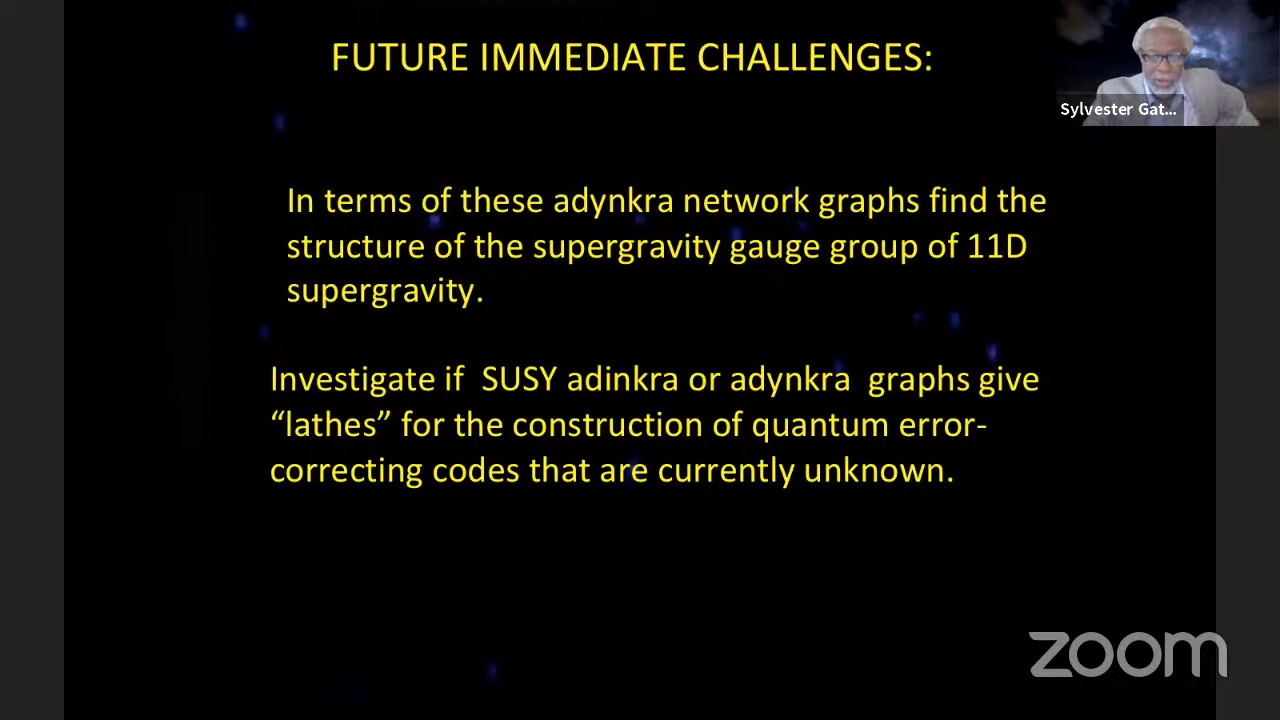 FUTURE IMMEDIATE CHALLENGES:
Sylvester Gat...
In terms of these adynkra network graphs find the
structure of the supergravity gauge group of 11D
supergravity.
Investigate if SUSY adinkra or adynkra graphs give
“lathes” for the construction of quantum error-
correcting codes that are currently unknown.
zoom